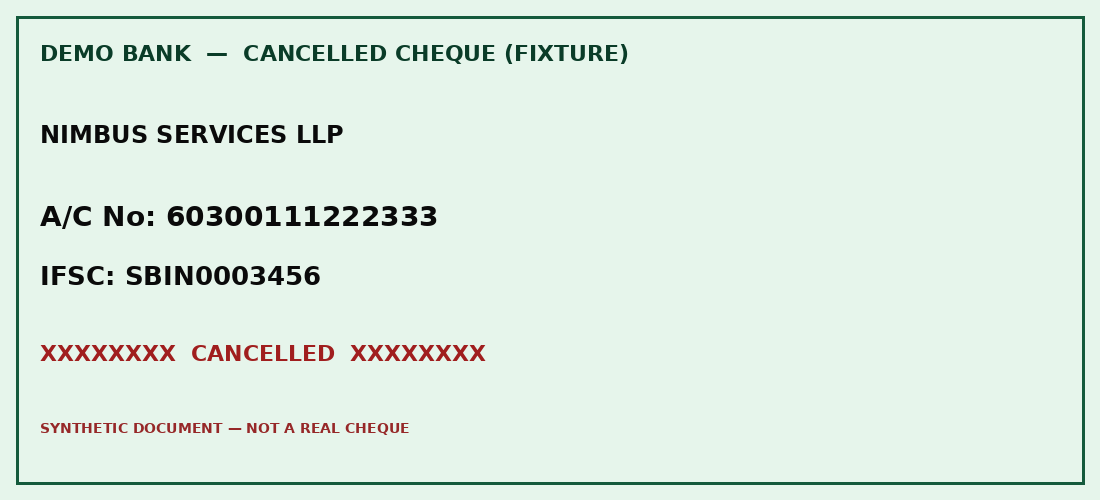 DEMO BANK — CANCELLED CHEQUE (FIXTURE)
NIMBUS SERVICES LLP
A/C No: 60300111222333
IFSC: SBIN0003456
XXXXXXXX CANCELLED XXXXXXXX
SYNTHETIC DOCUMENT — NOT A REAL CHEQUE